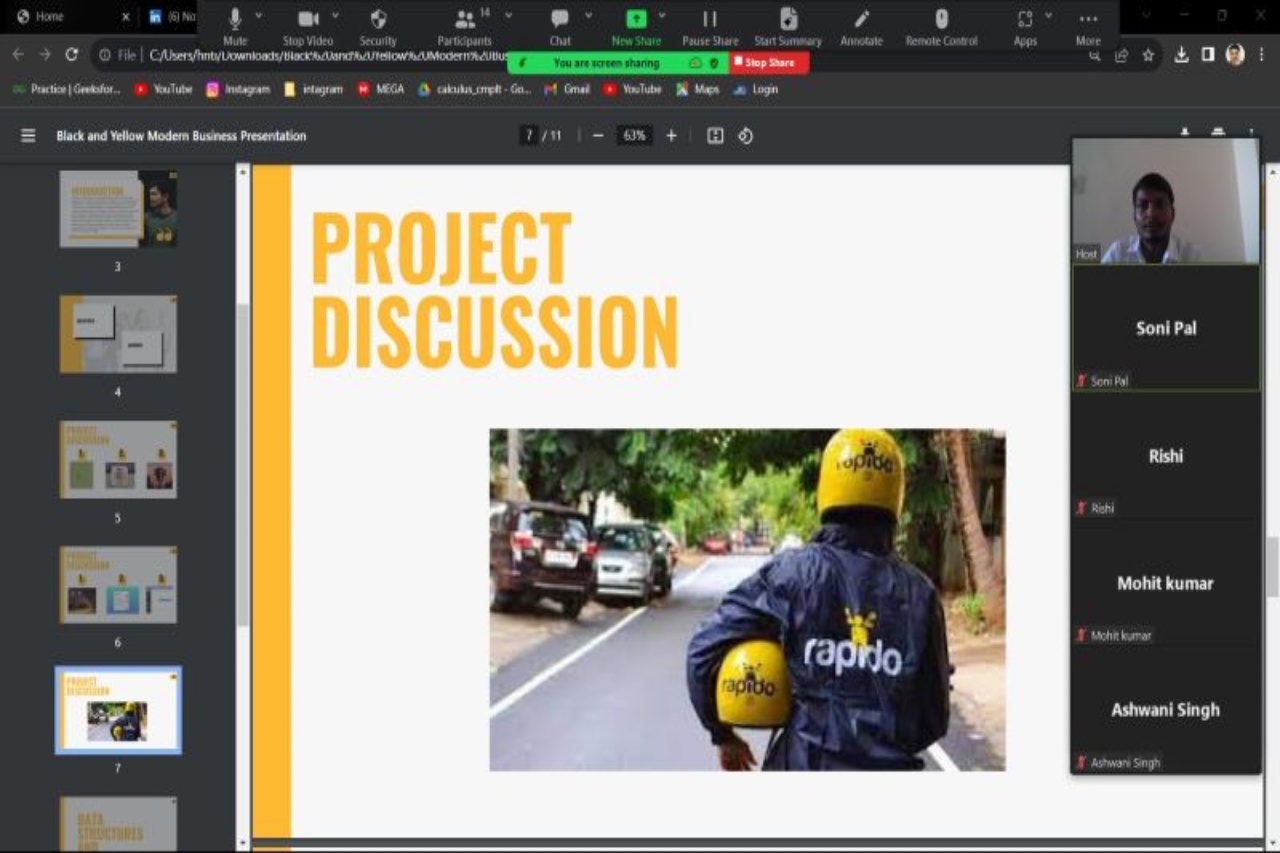 Home
(6) No
Mute
Stop Video
Security
14
Participants
Chat
New Share
Pause Share
Start Summary
Annotate
Remote Control
Apps
More
File
C:/Users/hnb/Downloads/Black%20and%20Yellow%20Modern%20Bus
You are screen sharing
Stop Share
Practice | Geeksfor...
YouTube
Instagram
intagram
MEGA
calculus_cmplt - Go...
Gmail
YouTube
Maps
Login
Black and Yellow Modern Business Presentation
7 / 11
63%
INTRODUCTION
3
4
PROJECT
DISCUSSION
5
PROJECT
DISCUSSION
6
PROJECT
DISCUSSION
7
DATA
STRUCTURES
AND
PROJECT
DISCUSSION
rapido
rapido
rapido
Host
Soni Pal
Soni Pal
Rishi
Rishi
Mohit kumar
Mohit kumar
Ashwani Singh
Ashwani Singh